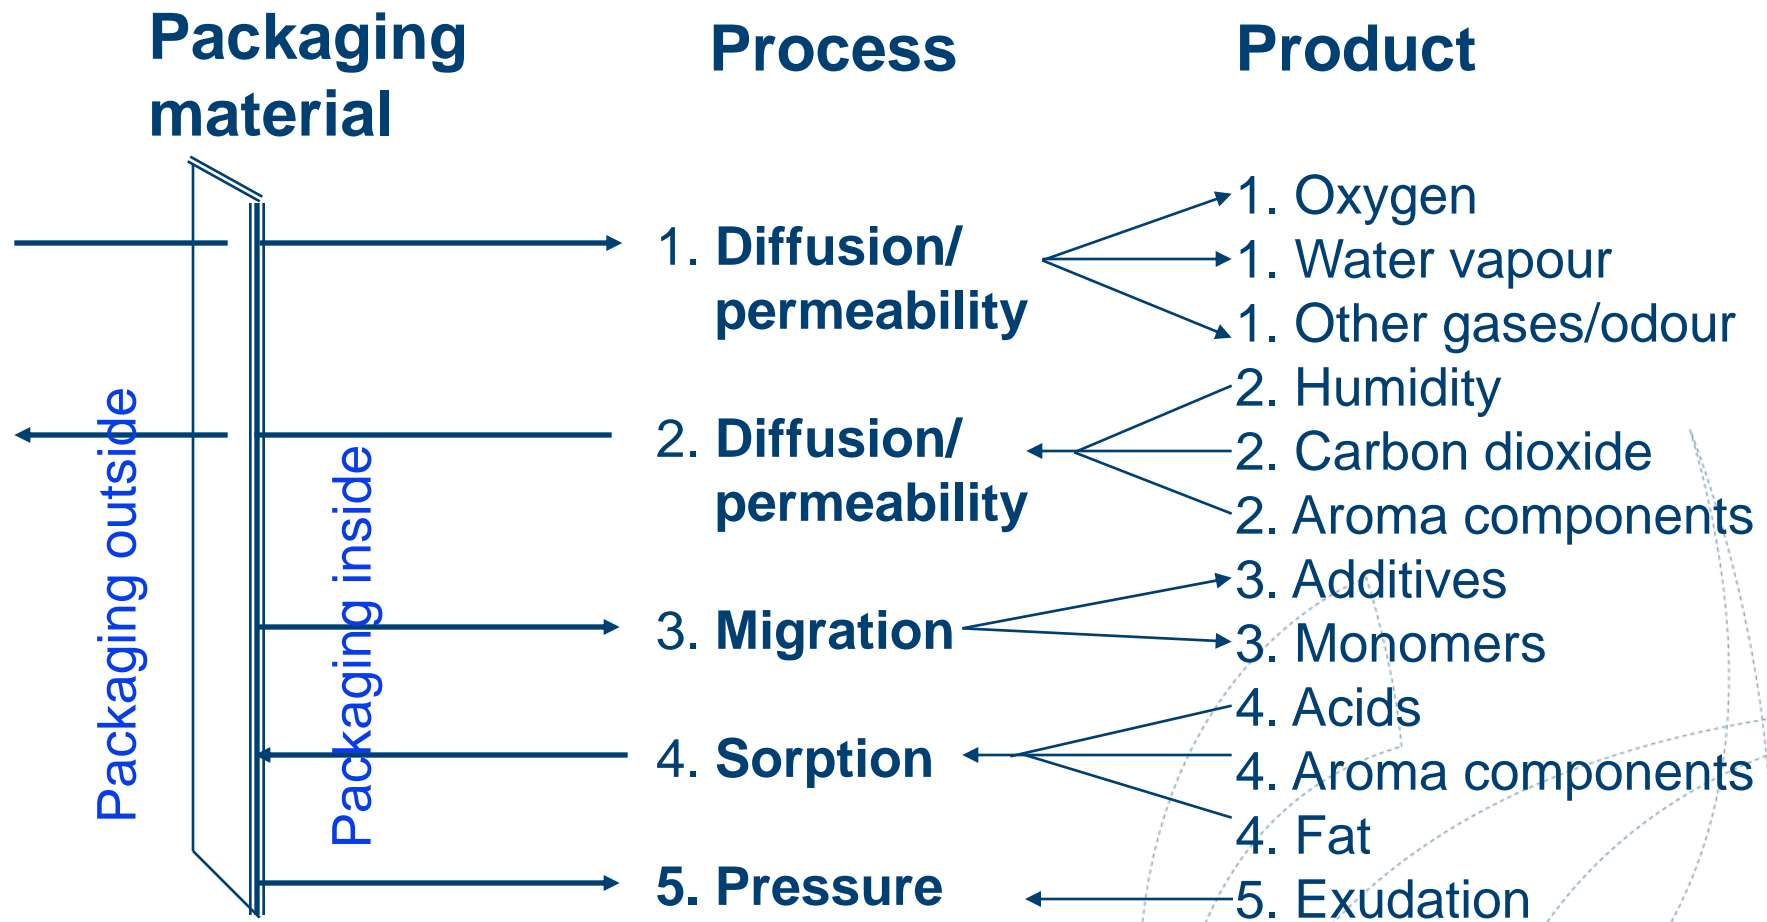 Packaging
material
Process
Product
Packaging outside
Packaging inside
1. Diffusion/
permeability
2. Diffusion/
permeability
3. Migration
4. Sorption
5. Pressure
1. Oxygen
1. Water vapour
1. Other gases/odour
2. Humidity
2. Carbon dioxide
2. Aroma components
3. Additives
3. Monomers
4. Acids
4. Aroma components
4. Fat
5. Exudation